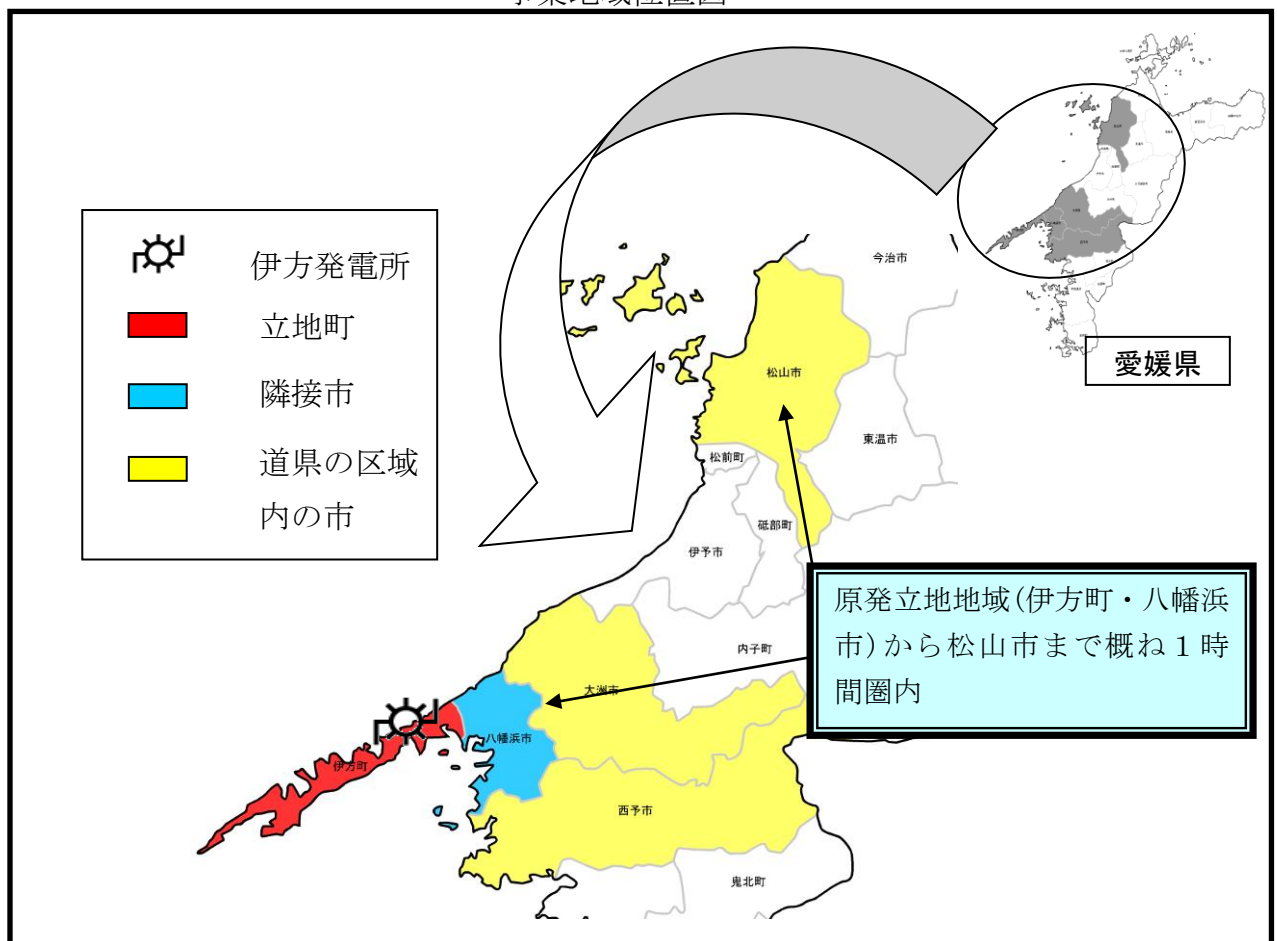 伊方発電所
立地町
隣接市
道県の区域
内の市
愛媛県
今治市
松山市
東温市
松前町
砥部町
伊予市
内子町
大洲市
八幡浜市
伊方町
西予市
鬼北町
原発立地地域(伊方町・八幡浜
市)から松山市まで概ね1時
間圏内